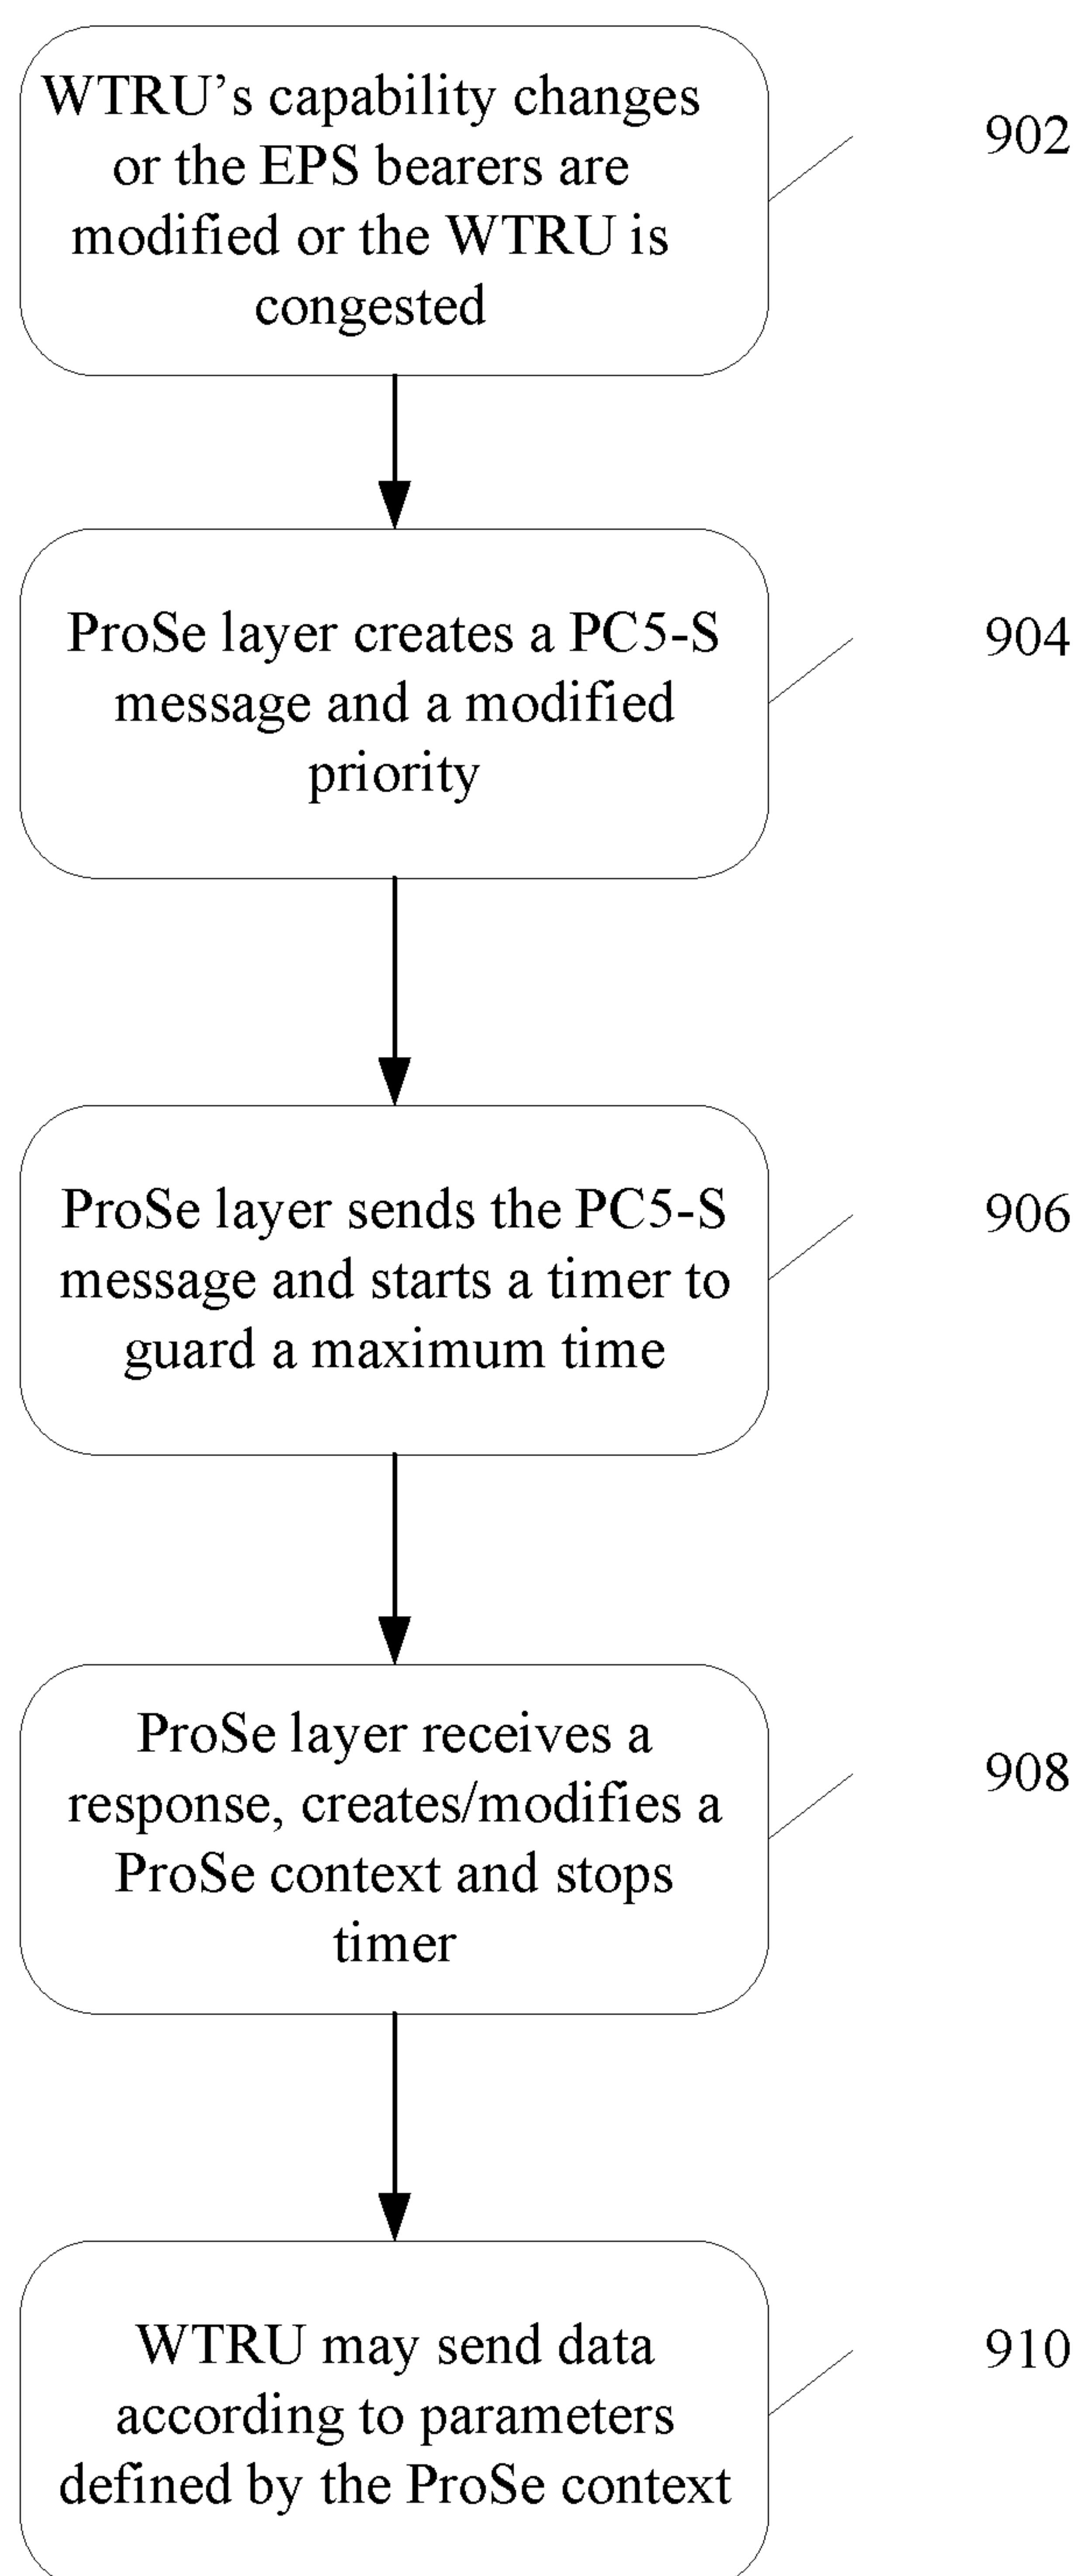 WTRU’s capability changes
or the EPS bearers are
modified or the WTRU is
congested
902
ProSe layer creates a PC5-S
message and a modified
priority
904
ProSe layer sends the PC5-S
message and starts a timer to
guard a maximum time
906
ProSe layer receives a
response, creates/modifies a
ProSe context and stops
timer
908
WTRU may send data
according to parameters
defined by the ProSe context
910